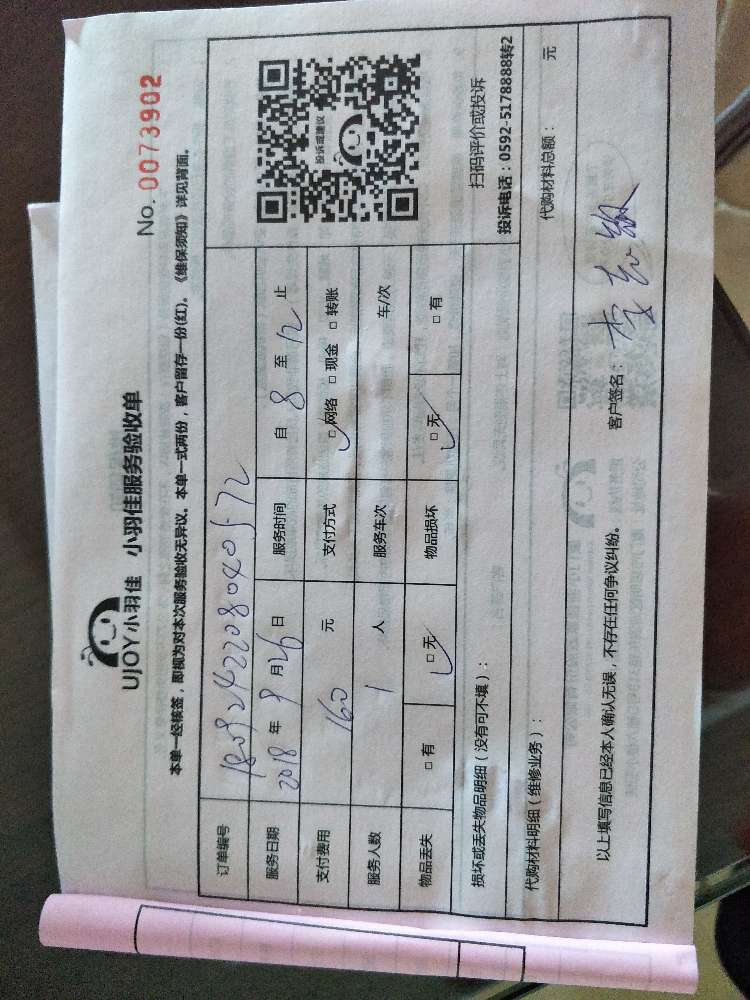 No. 0073902
UJOY小羽佳 小羽佳服务验收单
本单一经核签，即视为对本次服务验收无异议。本单一式两份，客户留存一份(红)。《维保须知》详见背面。
订单编号 1809242208040572
服务日期 2018 年 9 月 26 日 服务时间 自 8 至 12 止
支付费用 160 元 支付方式 □网络 □现金 □转账
服务人数 1 人 服务车次 车/次
物品丢失 □有 □无 物品损坏 □无 □有
投诉或建议
扫码评价或投诉
投诉电话：0592-5178888转2
损坏或丢失物品明细（没有可不填）：
代购材料明细（维修业务）： 代购材料总额： 元
以上填写信息已经本人确认无误，不存在任何争议纠纷。 客户签名：